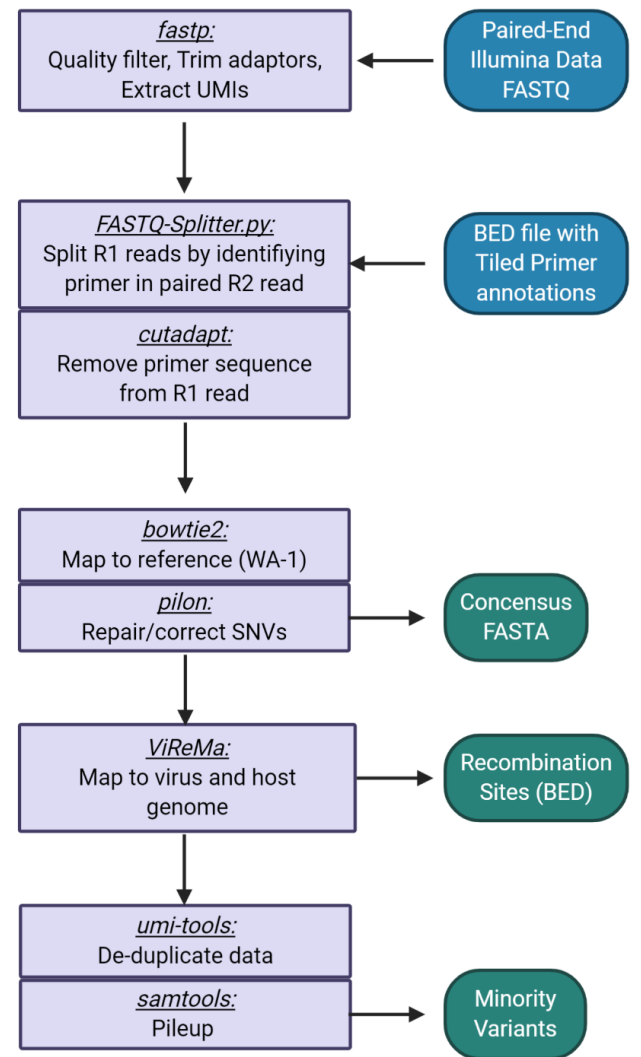 fastp:
Quality filter, Trim adaptors,
Extract UMIs
Paired-End
Illumina Data
FASTQ
FASTQ-Splitter.py:
Split R1 reads by identifiying
primer in paired R2 read
BED file with
Tiled Primer
annotations
cutadapt:
Remove primer sequence
from R1 read
bowtie2:
Map to reference (WA-1)
pilon:
Repair/correct SNVs
Concensus
FASTA
ViReMa:
Map to virus and host
genome
Recombination
Sites (BED)
umi-tools:
De-duplicate data
samtools:
Pileup
Minority
Variants